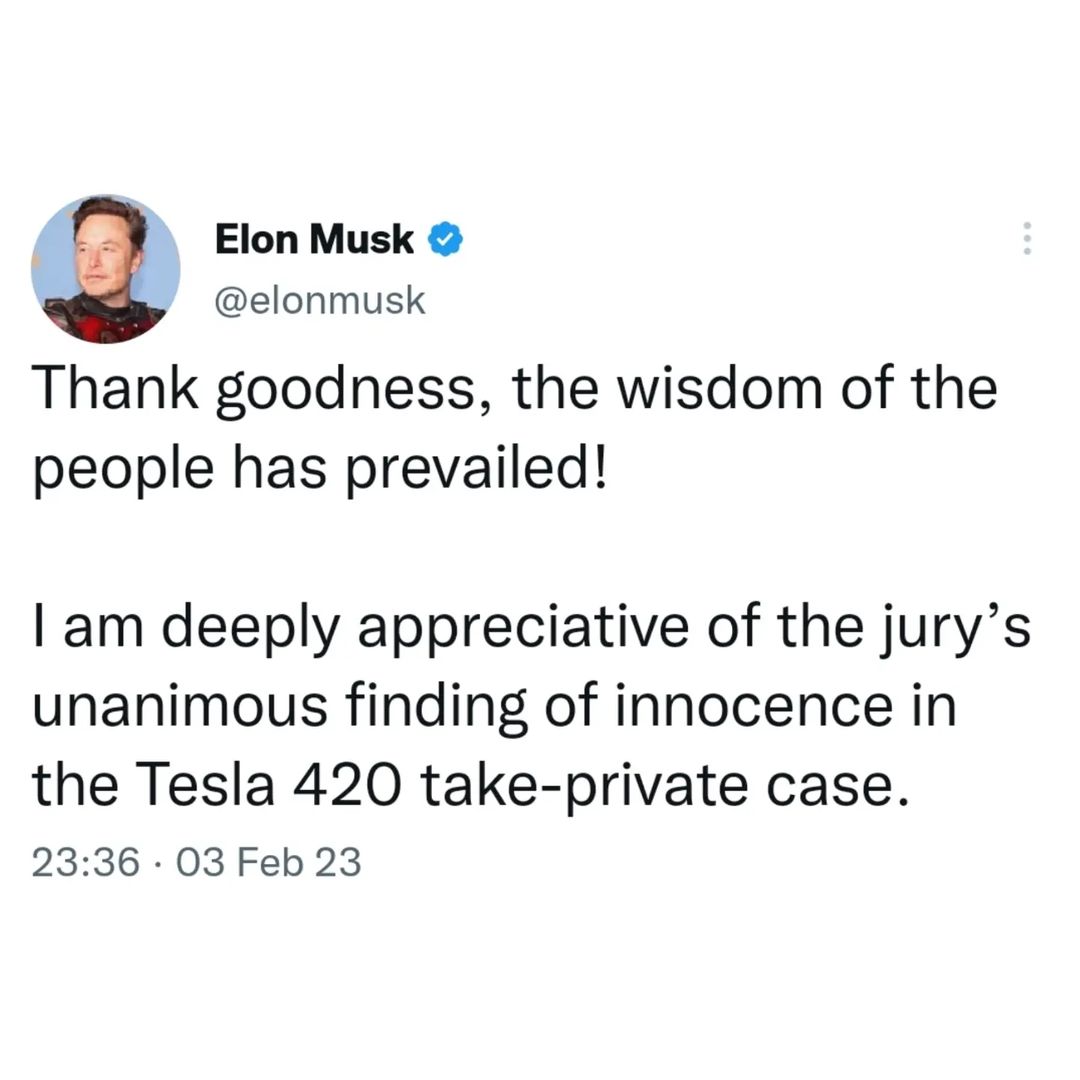 Elon Musk
@elonmusk
Thank goodness, the wisdom of the
people has prevailed!
I am deeply appreciative of the jury’s
unanimous finding of innocence in
the Tesla 420 take-private case.
23:36 · 03 Feb 23